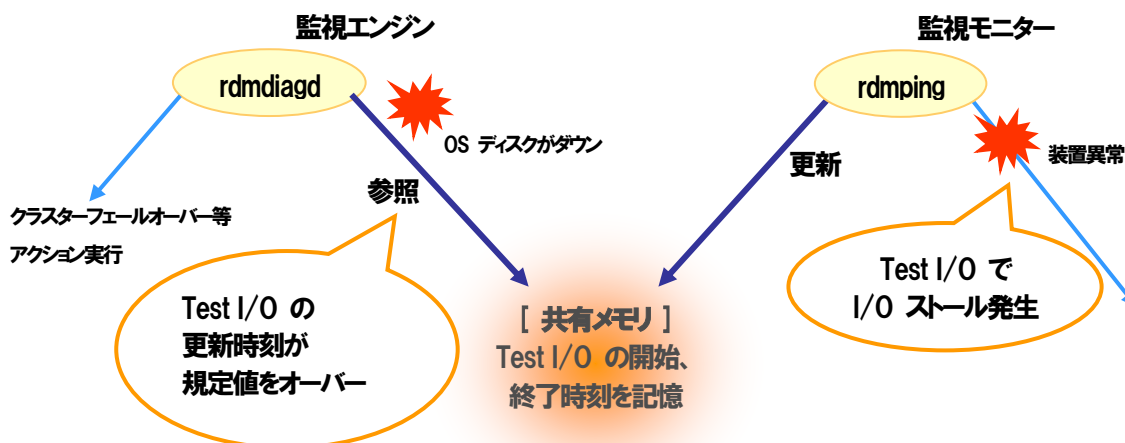 監視エンジン
rdmdiagd
OS ディスクがダウン
参照
クラスターフェールオーバー等
アクション実行
Test I/O の
更新時刻が
規定値をオーバー
[ 共有メモリ ]
Test I/O の開始、
終了時刻を記憶
監視モニター
rdmping
更新
装置異常
Test I/O で
I/O ストール発生